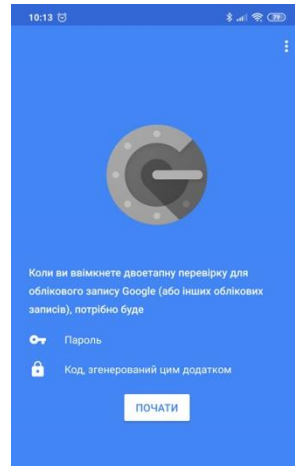 10:13
79
Коли ви ввімкнете двоетапну перевірку для
облікового запису Google (або інших облікових
записів), потрібно буде
Пароль
Код, згенерований цим додатком
ПОЧАТИ